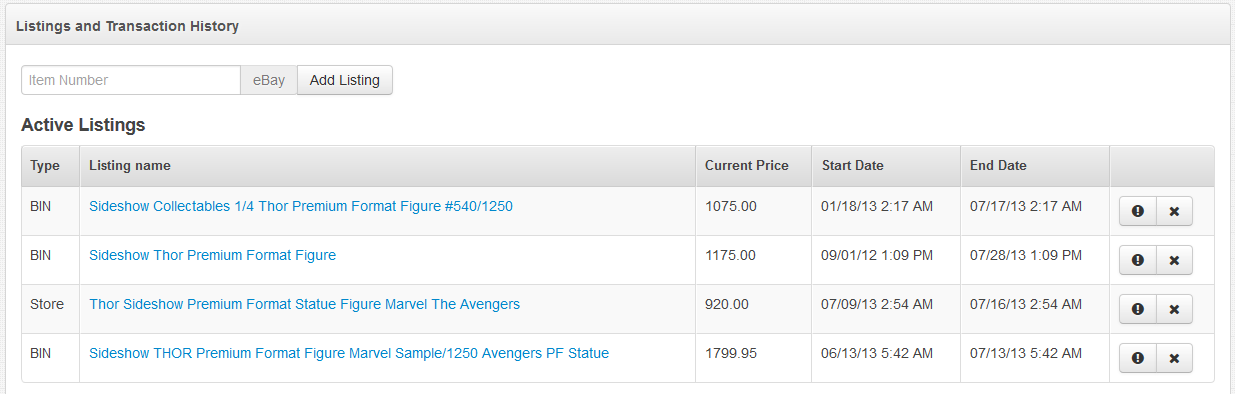 Listings and Transaction History
Item Number eBay Add Listing
Active Listings
Type Listing name Current Price Start Date End Date
BIN Sideshow Collectables 1/4 Thor Premium Format Figure #540/1250 1075.00 01/18/13 2:17 AM 07/17/13 2:17 AM
BIN Sideshow Thor Premium Format Figure 1175.00 09/01/12 1:09 PM 07/28/13 1:09 PM
Store Thor Sideshow Premium Format Statue Figure Marvel The Avengers 920.00 07/09/13 2:54 AM 07/16/13 2:54 AM
BIN Sideshow THOR Premium Format Figure Marvel Sample/1250 Avengers PF Statue 1799.95 06/13/13 5:42 AM 07/13/13 5:42 AM